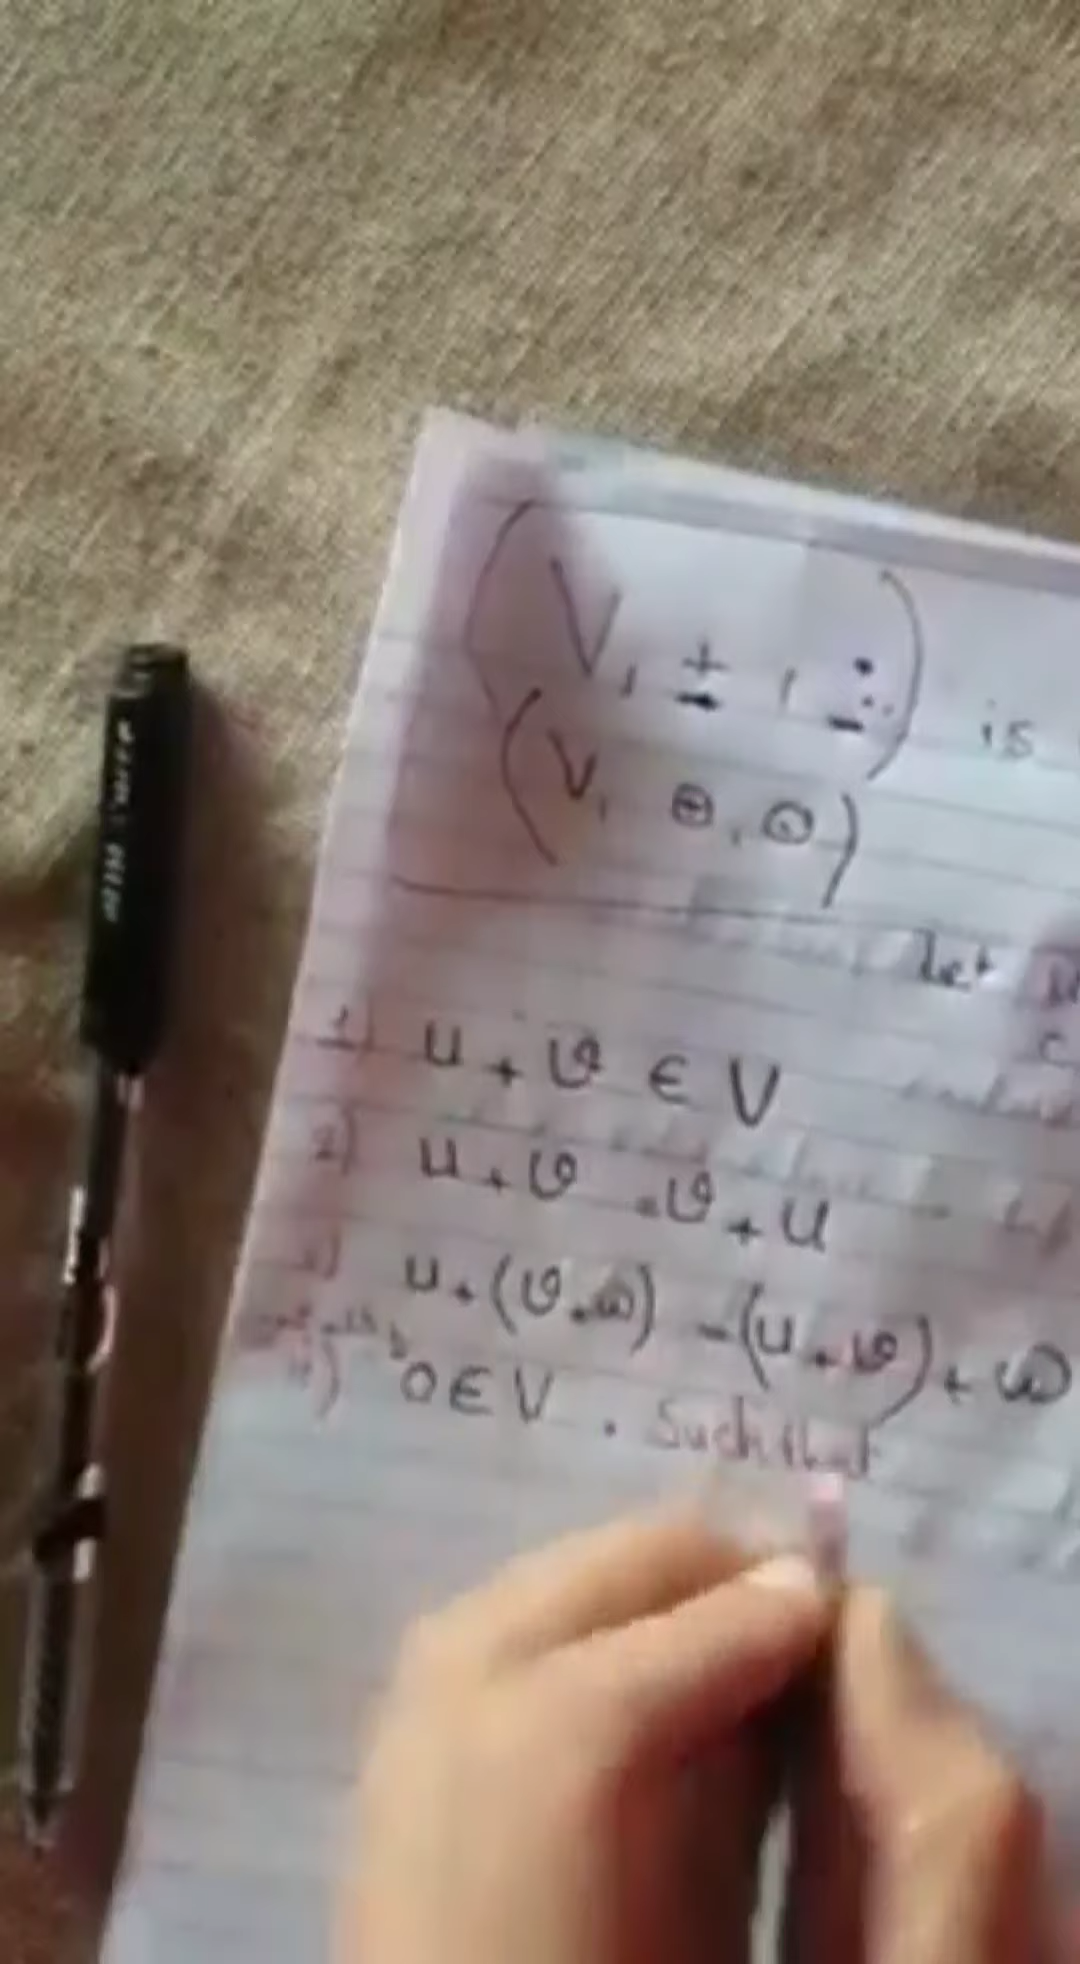 (V, +, ·) is
(V, ⊕, ⊙)
let
1) u + v ∈ V
2) u + v = v + u
3) u + (v + w) = (u + v) + w
4) 0 ∈ V . Such that